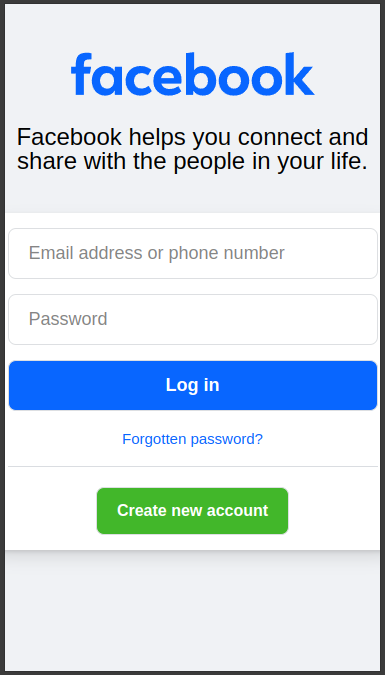 facebook
Facebook helps you connect and
share with the people in your life.
Email address or phone number
Password
Log in
Forgotten password?
Create new account